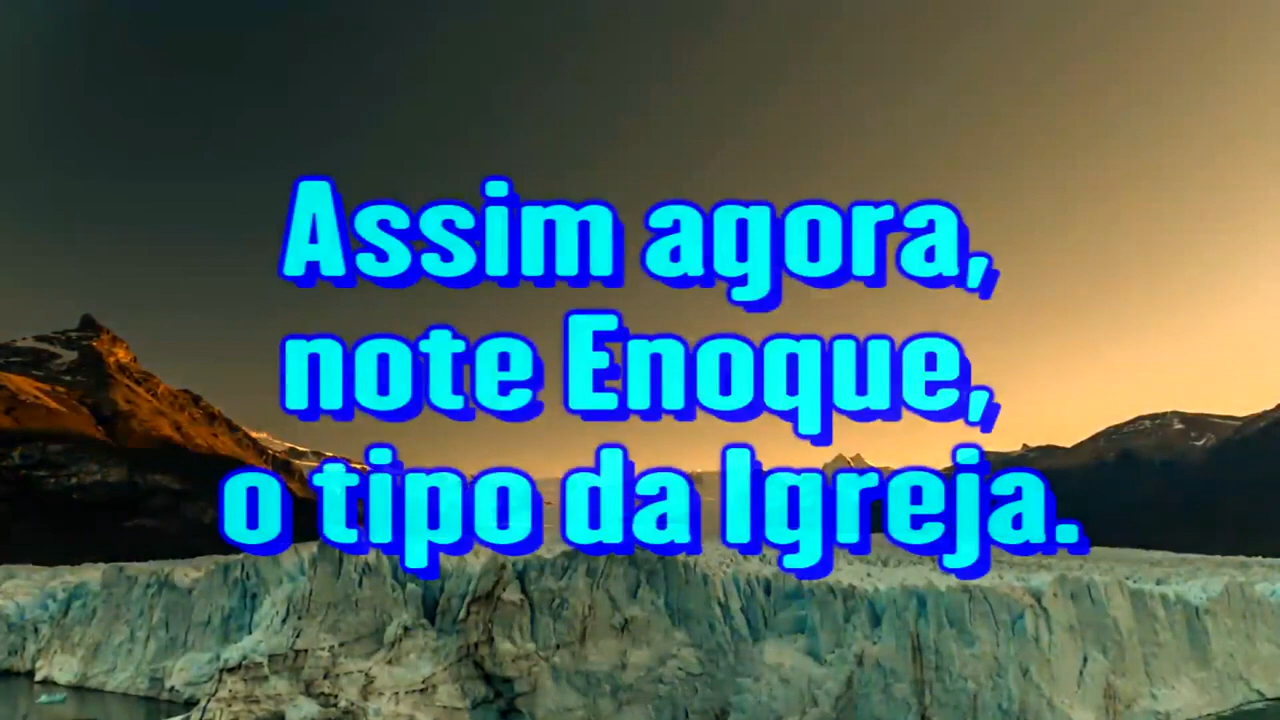 Assim agora,
note Enoque,
o tipo da Igreja.